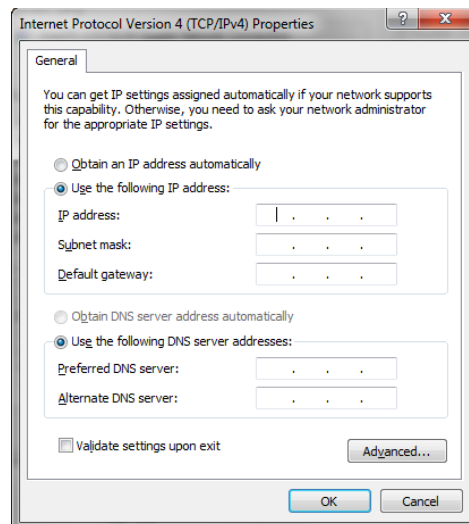 Internet Protocol Version 4 (TCP/IPv4) Properties
?
X
General
You can get IP settings assigned automatically if your network supports
this capability. Otherwise, you need to ask your network administrator
for the appropriate IP settings.
Obtain an IP address automatically
Use the following IP address:
IP address: . . .
Subnet mask: . . .
Default gateway: . . .
Obtain DNS server address automatically
Use the following DNS server addresses:
Preferred DNS server: . . .
Alternate DNS server: . . .
Validate settings upon exit
Advanced...
OK Cancel